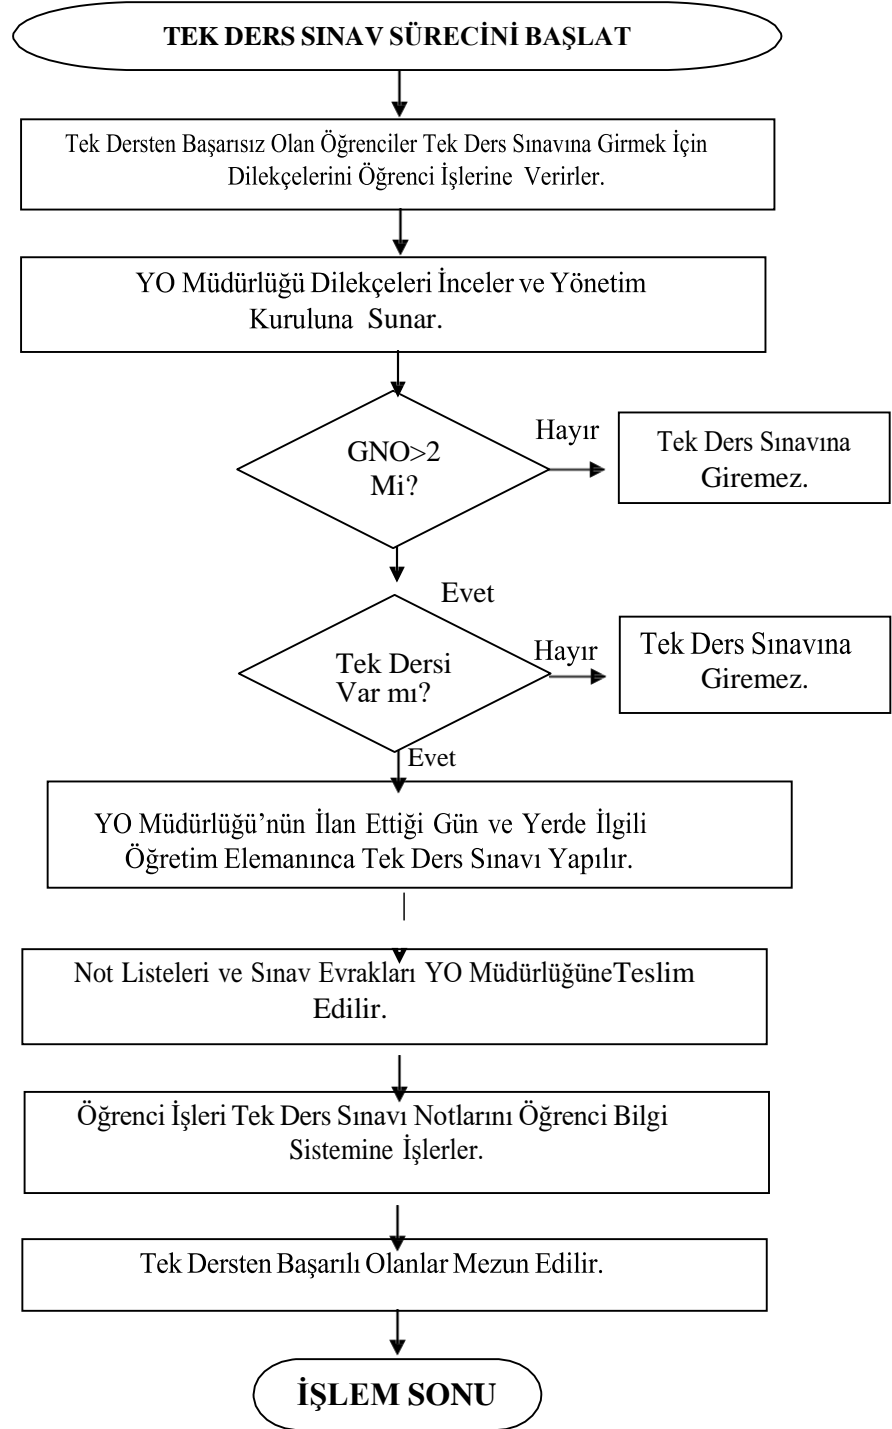 TEK DERS SINAV SÜRECİNİ BAŞLAT
Tek Dersten Başarısız Olan Öğrenciler Tek Ders Sınavına Girmek İçin
Dilekçelerini Öğrenci İşlerine Verirler.
YO Müdürlüğü Dilekçeleri İnceler ve Yönetim
Kuruluna Sunar.
GNO>2
Mi?
Hayır
Tek Ders Sınavına
Giremez.
Evet
Tek Dersi
Var mı?
Hayır
Tek Ders Sınavına
Giremez.
Evet
YO Müdürlüğü’nün İlan Ettiği Gün ve Yerde İlgili
Öğretim Elemanınca Tek Ders Sınavı Yapılır.
Not Listeleri ve Sınav Evrakları YO MüdürlüğüneTeslim
Edilir.
Öğrenci İşleri Tek Ders Sınavı Notlarını Öğrenci Bilgi
Sistemine İşlerler.
Tek Dersten Başarılı Olanlar Mezun Edilir.
İŞLEM SONU